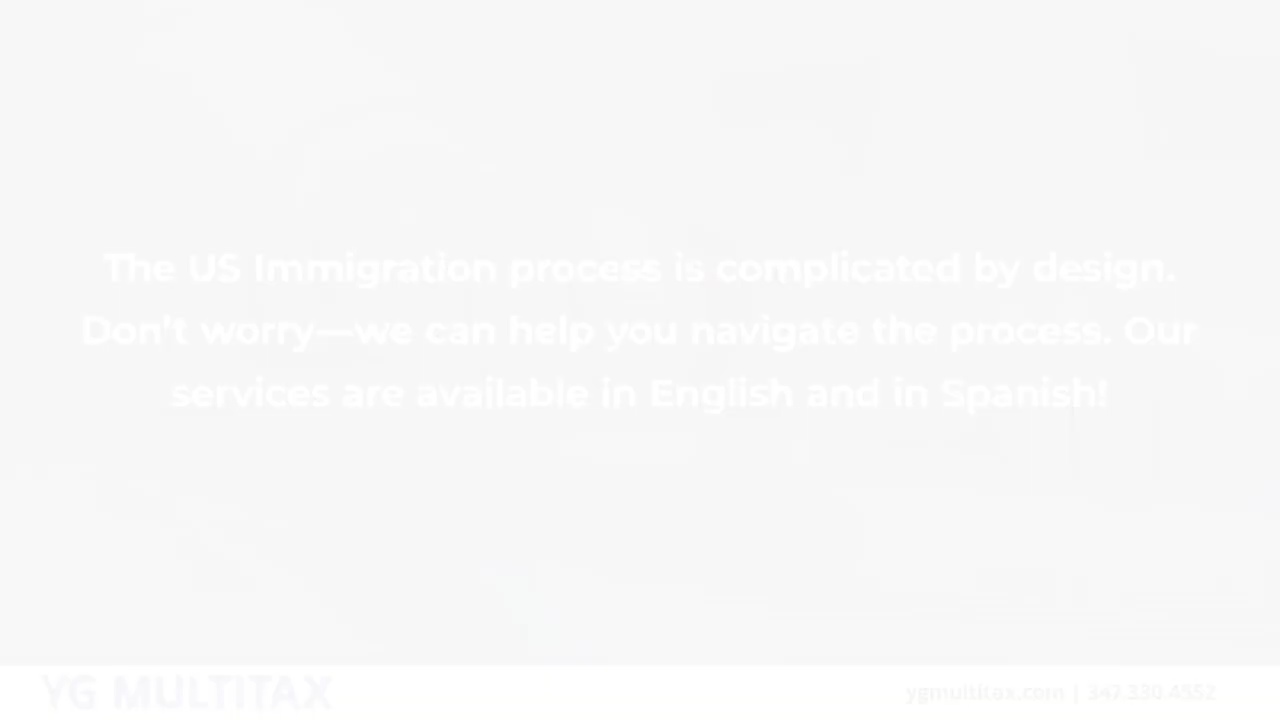 The US Immigration process is complicated by design.
Don't worry—we can help you navigate the process. Our
services are available in English and in Spanish!
YG MULTITAX
ygmultitax.com | 347.330.4552